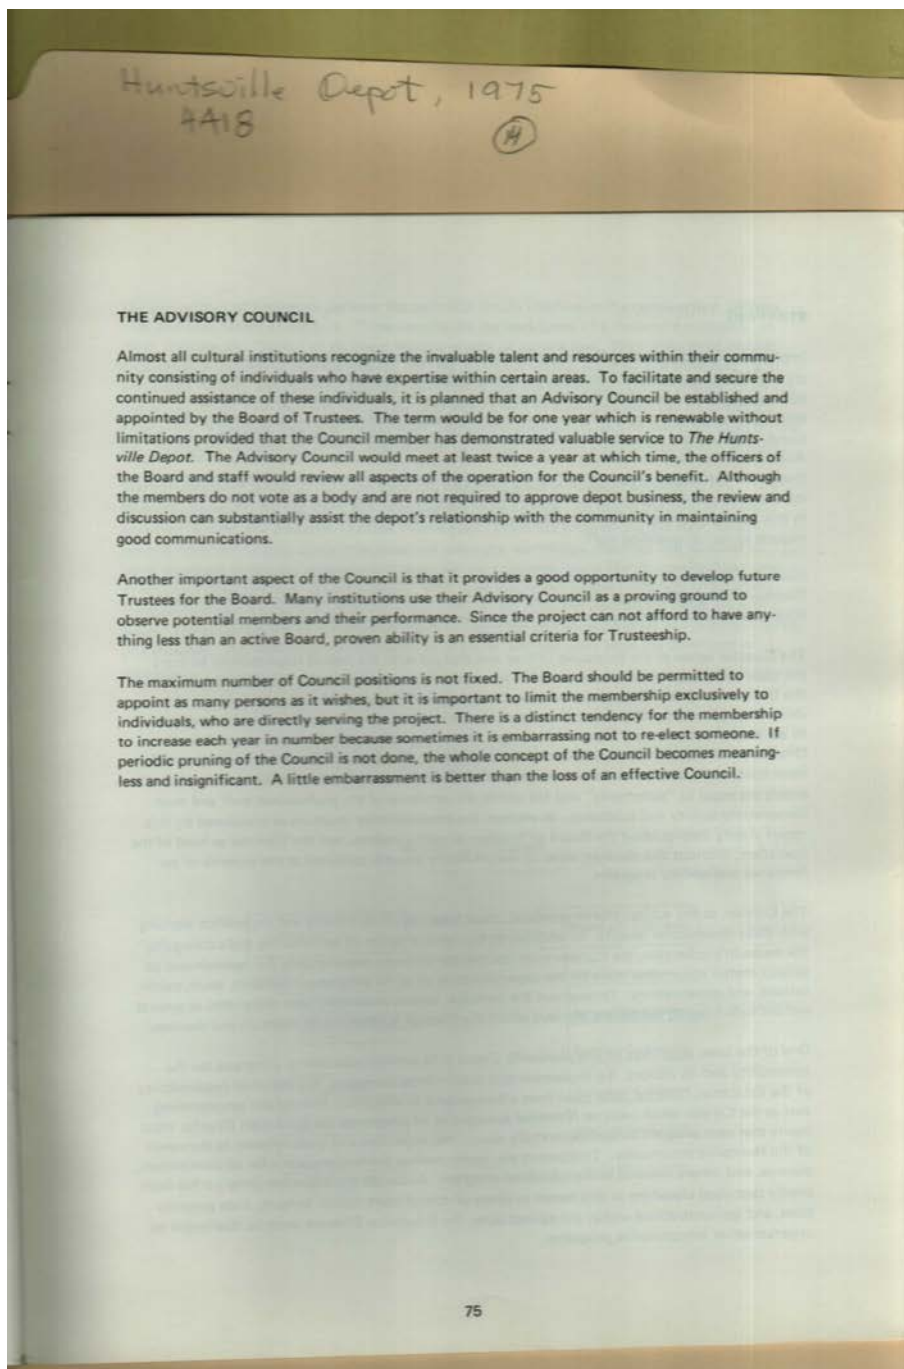 Huntsville Depot, 1975
4418
H
THE ADVISORY COUNCIL
Almost all cultural institutions recognize the invaluable talent and resources within their commu-
nity consisting of individuals who have expertise within certain areas. To facilitate and secure the
continued assistance of these individuals, it is planned that an Advisory Council be established and
appointed by the Board of Trustees. The term would be for one year which is renewable without
limitations provided that the Council member has demonstrated valuable service to The Hunts-
ville Depot. The Advisory Council would meet at least twice a year at which time, the officers of
the Board and staff would review all aspects of the operation for the Council's benefit. Although
the members do not vote as a body and are not required to approve depot business, the review and
discussion can substantially assist the depot's relationship with the community in maintaining
good communications.
Another important aspect of the Council is that it provides a good opportunity to develop future
Trustees for the Board. Many institutions use their Advisory Council as a proving ground to
observe potential members and their performance. Since the project can not afford to have any-
thing less than an active Board, proven ability is an essential criteria for Trusteeship.
The maximum number of Council positions is not fixed. The Board should be permitted to
appoint as many persons as it wishes, but it is important to limit the membership exclusively to
individuals, who are directly serving the project. There is a distinct tendency for the membership
to increase each year in number because sometimes it is embarrassing not to re-elect someone. If
periodic pruning of the Council is not done, the whole concept of the Council becomes meaning-
less and insignificant. A little embarrassment is better than the loss of an effective Council.
75